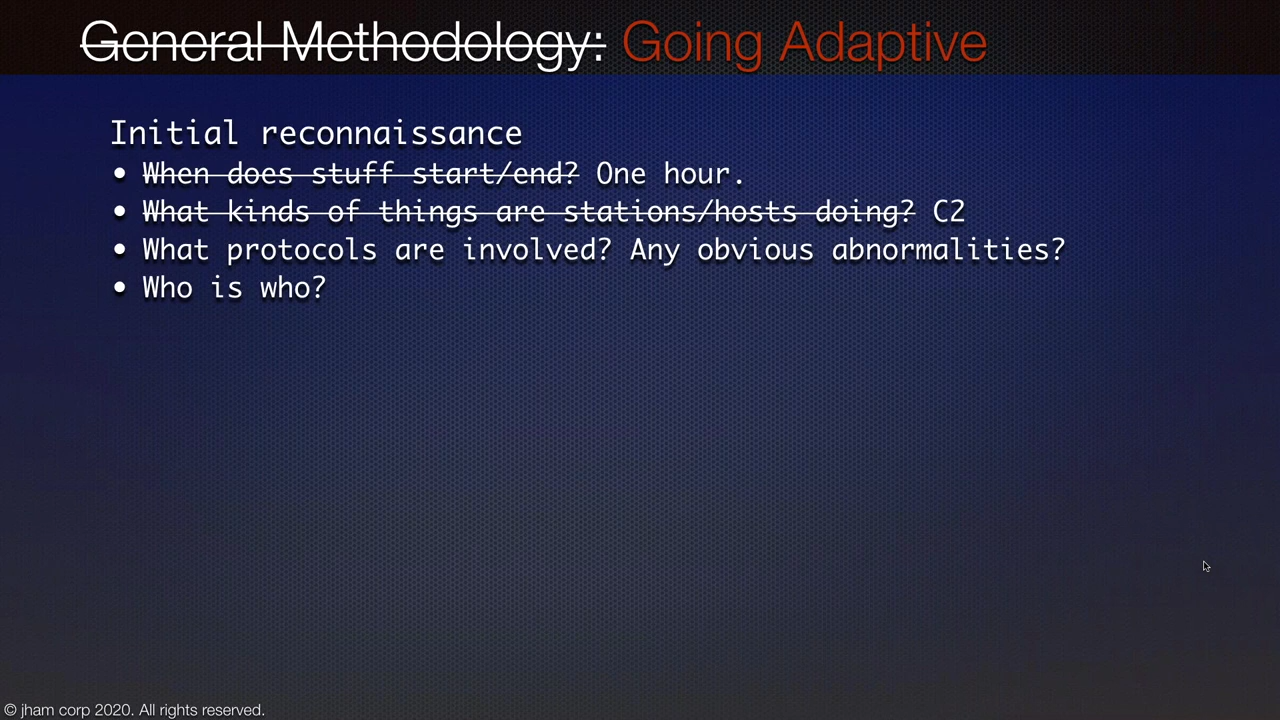 General Methodology: Going Adaptive
Initial reconnaissance
• When does stuff start/end? One hour.
• What kinds of things are stations/hosts doing? C2
• What protocols are involved? Any obvious abnormalities?
• Who is who?
© jham corp 2020. All rights reserved.